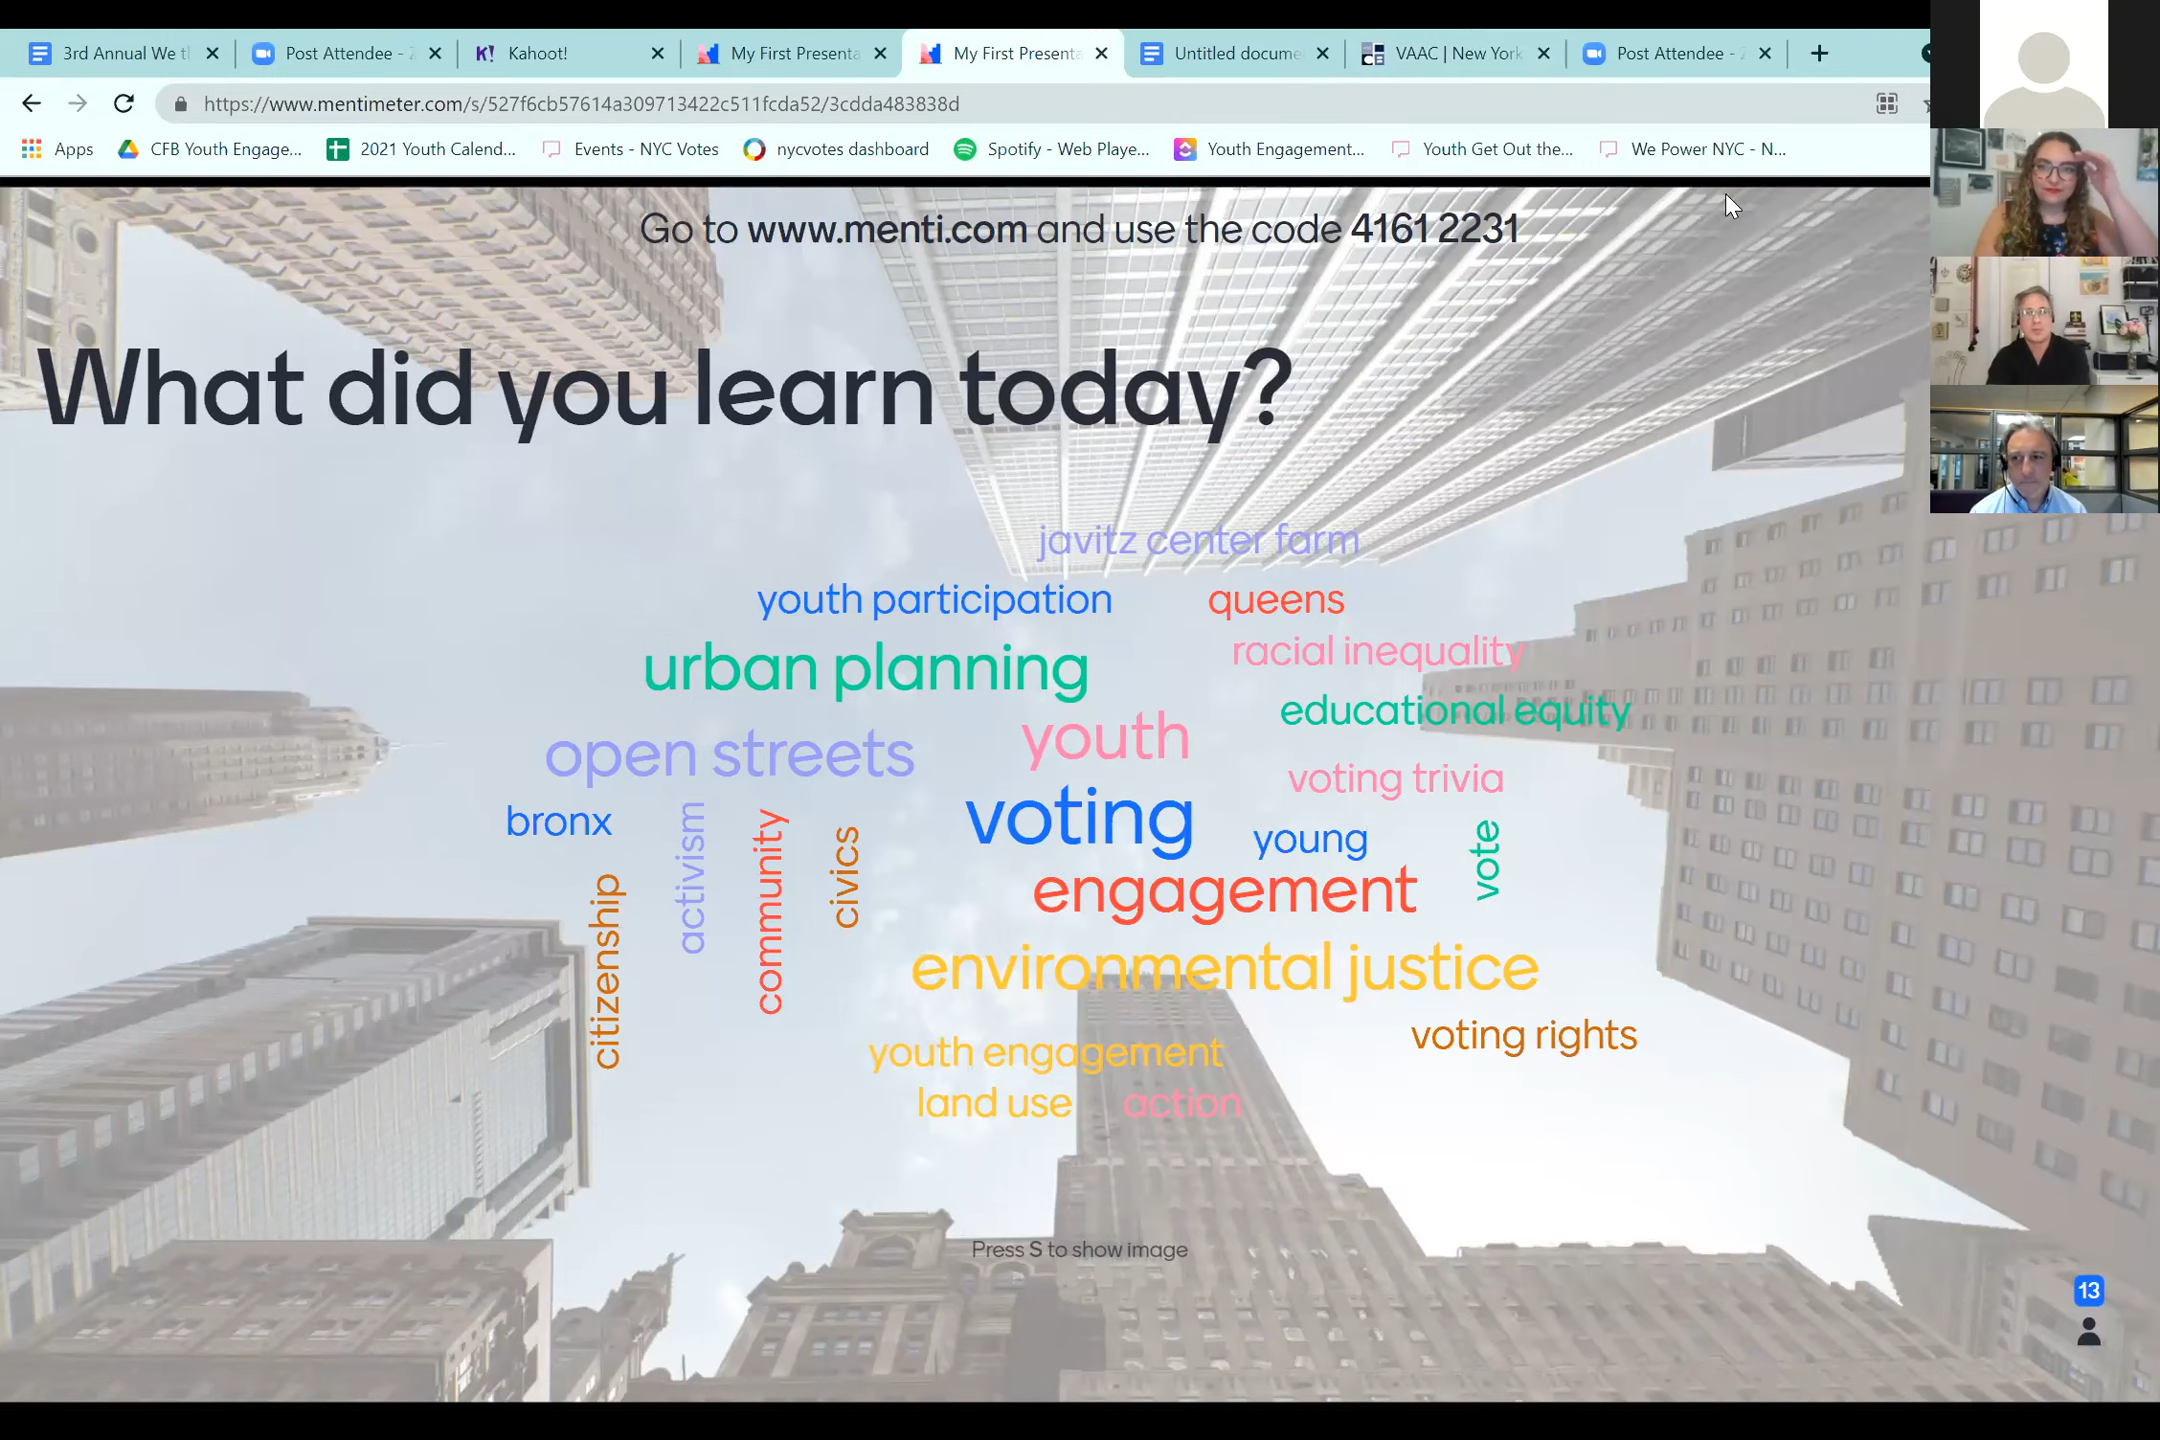 3rd Annual We th
Post Attendee - Z
K! Kahoot!
My First Presenta
My First Presenta
Untitled docume
VAAC | New York
Post Attendee - Z
https://www.mentimeter.com/s/527f6cb57614a309713422c511fcda52/3cdda483838d
Apps
CFB Youth Engage...
2021 Youth Calend...
Events - NYC Votes
nycvotes dashboard
Spotify - Web Playe...
Youth Engagement...
Youth Get Out the...
We Power NYC - N...
Go to www.menti.com and use the code 4161 2231
What did you learn today?
javitz center farm
youth participation
queens
racial inequality
urban planning
educational equity
youth
open streets
voting trivia
voting
bronx
young
activism
community
civics
vote
engagement
citizenship
environmental justice
voting rights
youth engagement
land use
action
Press S to show image
13